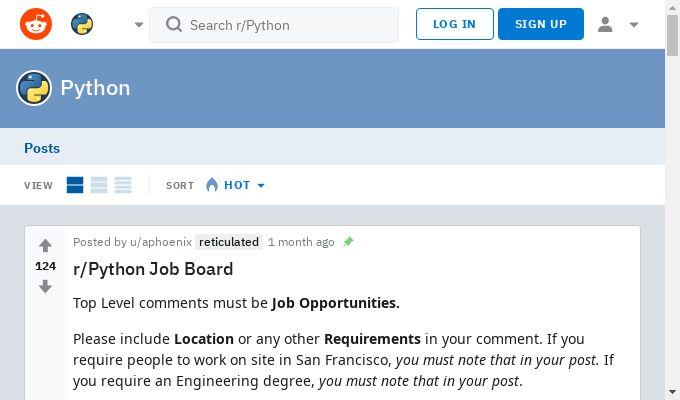 Search r/Python
LOG IN
SIGN UP
Python
Posts
VIEW
SORT
HOT
Posted by u/aphoenix reticulated 1 month ago
124
r/Python Job Board
Top Level comments must be Job Opportunities.
Please include Location or any other Requirements in your comment. If you
require people to work on site in San Francisco, you must note that in your post. If
you require an Engineering degree, you must note that in your post.